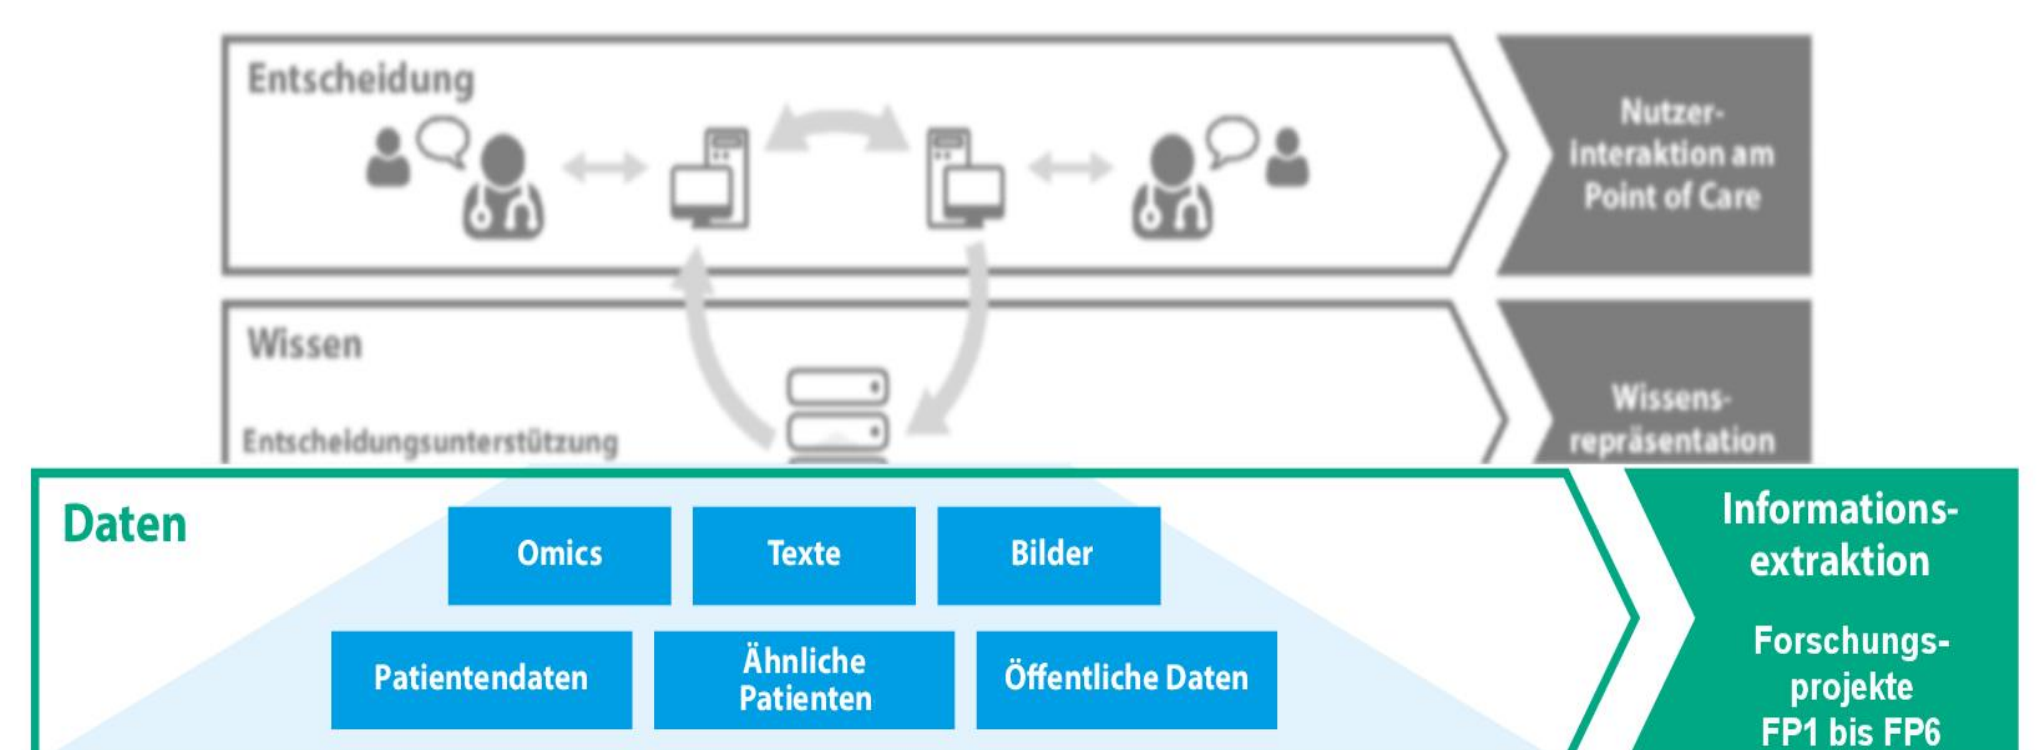 Entscheidung
Nutzer-
interaktion am
Point of Care
Wissen
Entscheidungsunterstützung
Wissens-
repräsentation
Daten
Omics
Texte
Bilder
Patientendaten
Ähnliche
Patienten
Öffentliche Daten
Informations-
extraktion
Forschungs-
projekte
FP1 bis FP6